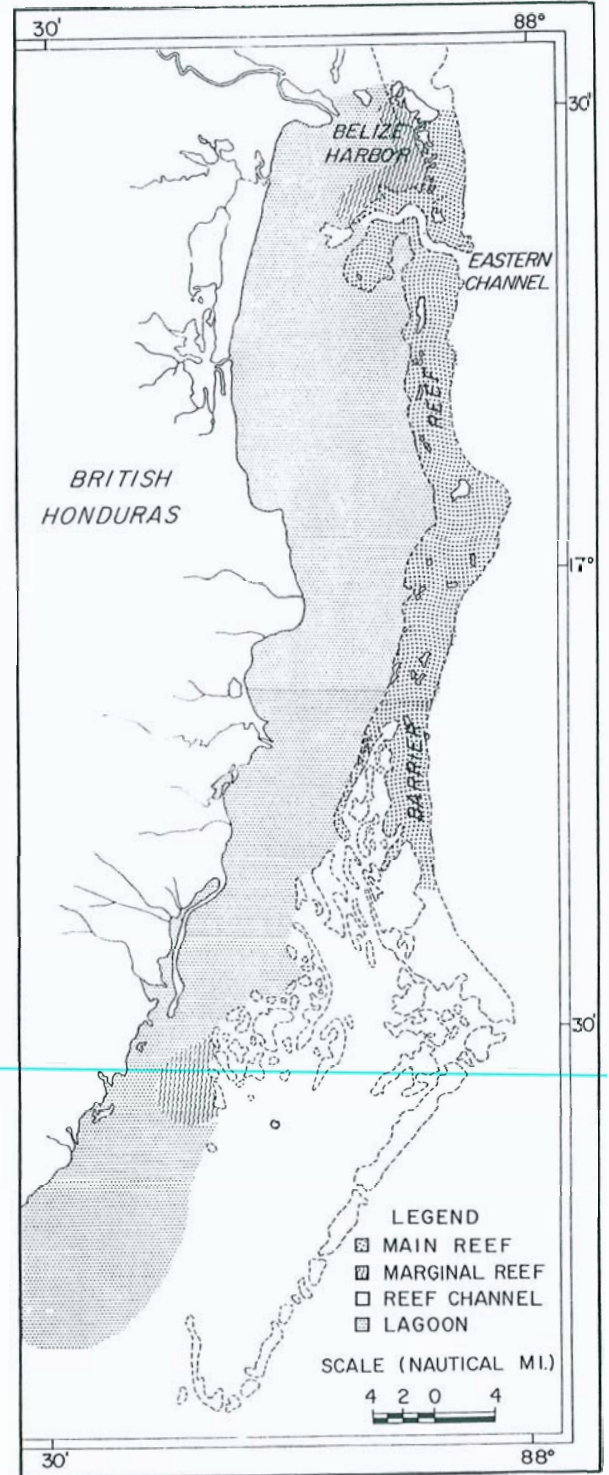 30'
88°
30'
BELIZE
HARBOR
EASTERN
CHANNEL
REEF
BRITISH
HONDURAS
17°
BARRIER
30'
LEGEND
MAIN REEF
MARGINAL REEF
REEF CHANNEL
LAGOON
SCALE (NAUTICAL MI.)
4 2 0 4
30'
88°